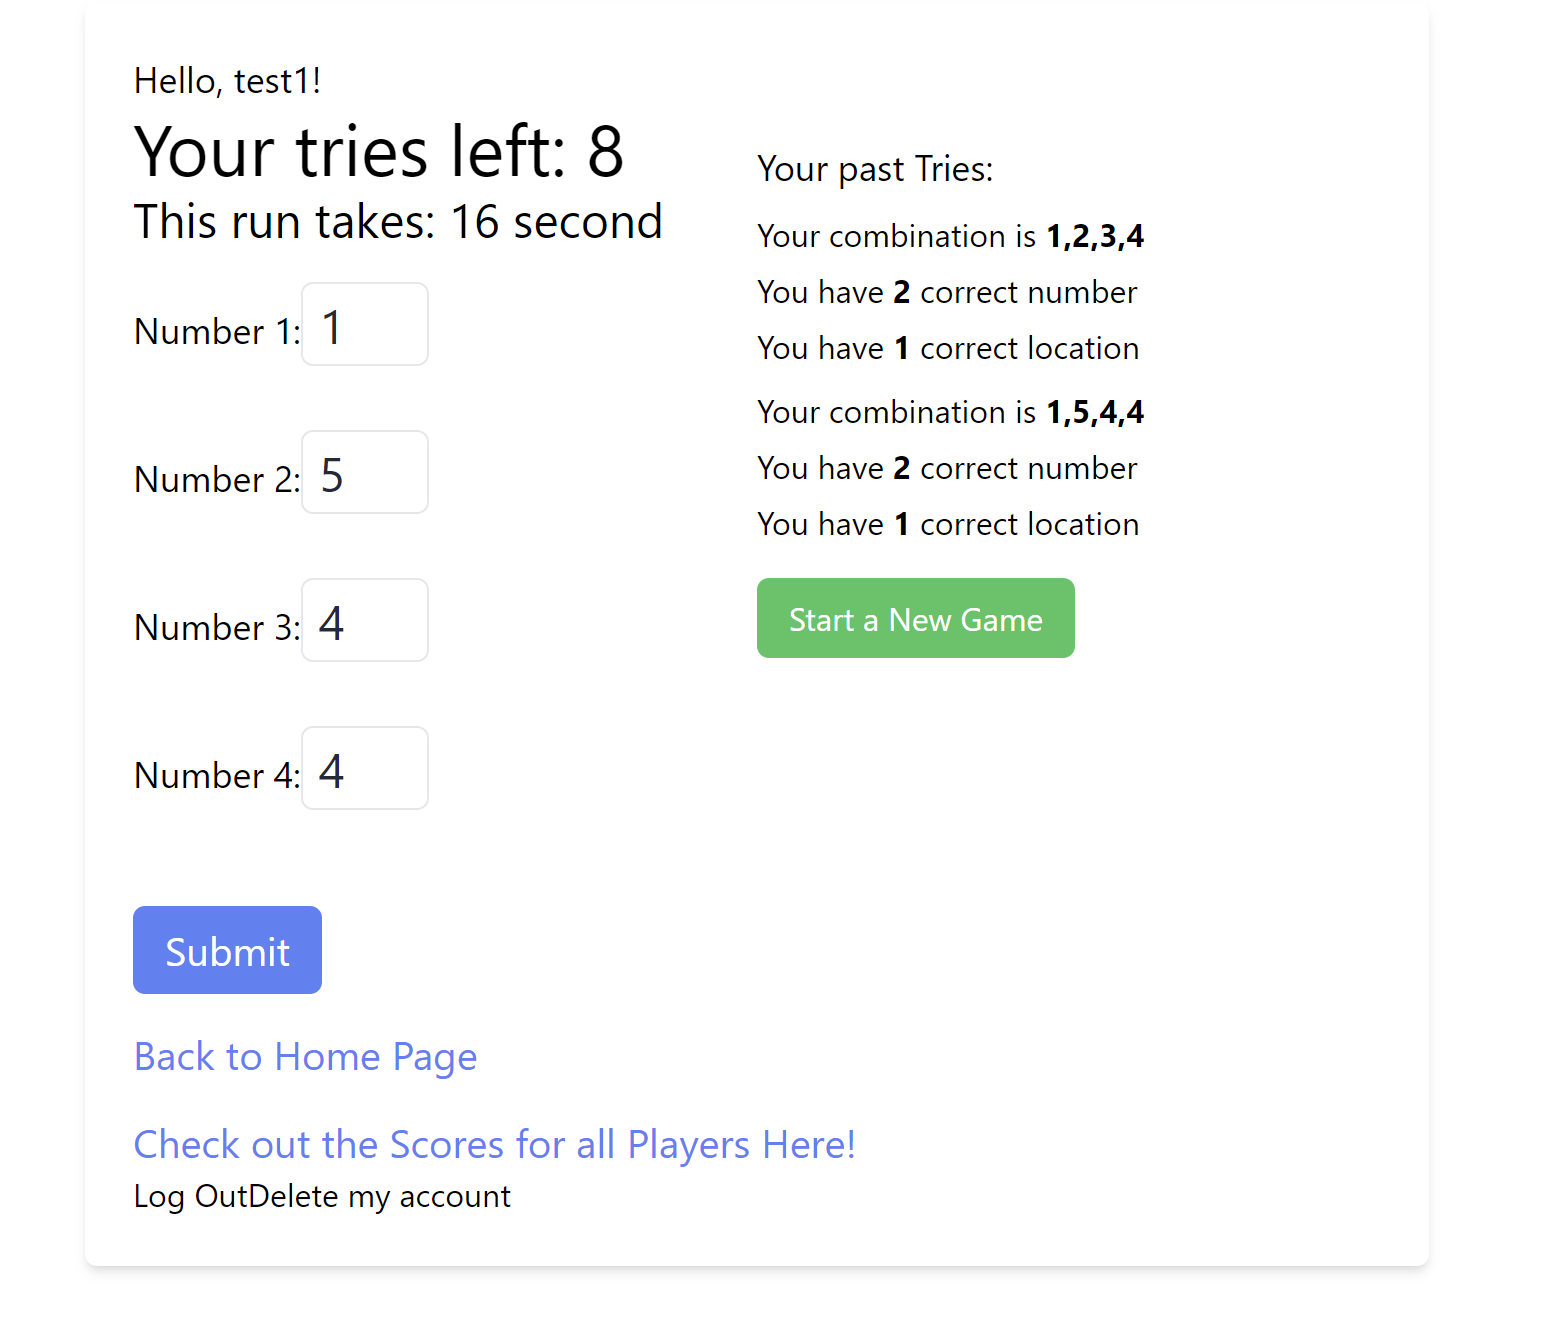 Hello, test1!
Your tries left: 8
This run takes: 16 second
Number 1: 1
Number 2: 5
Number 3: 4
Number 4: 4
Submit
Your past Tries:
Your combination is 1,2,3,4
You have 2 correct number
You have 1 correct location
Your combination is 1,5,4,4
You have 2 correct number
You have 1 correct location
Start a New Game
Back to Home Page
Check out the Scores for all Players Here!
Log OutDelete my account